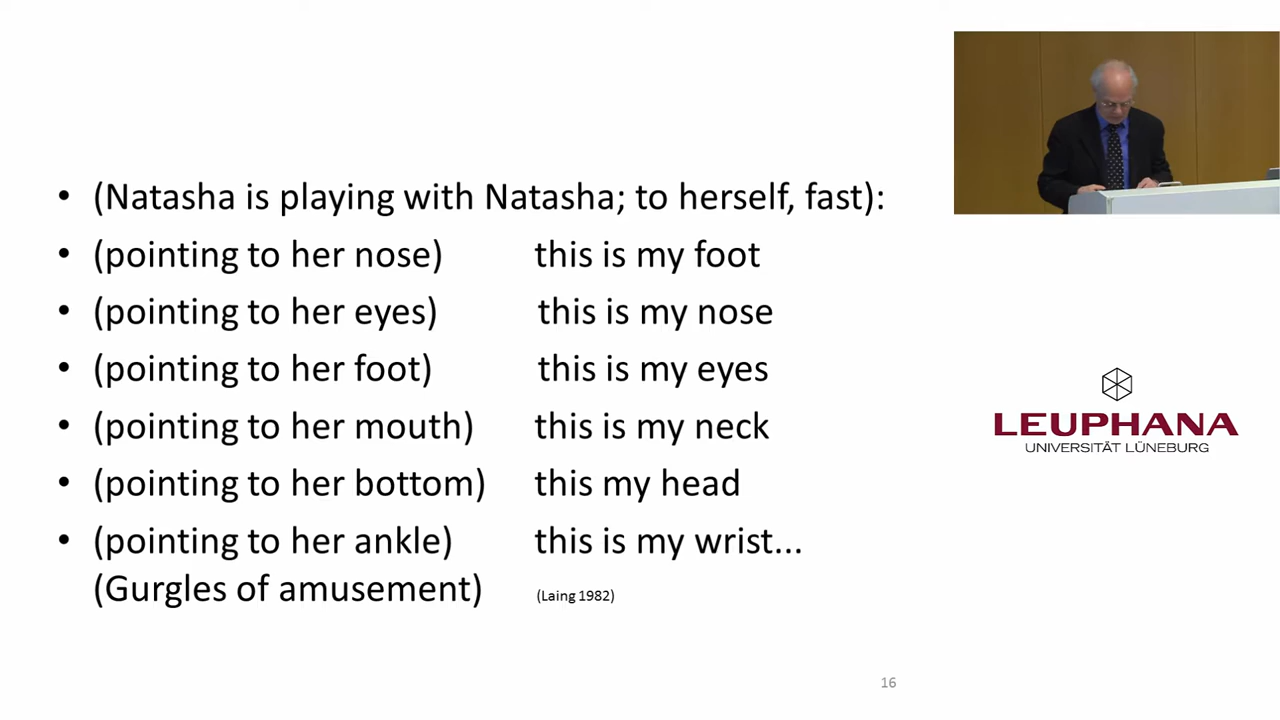 • (Natasha is playing with Natasha; to herself, fast):
• (pointing to her nose) this is my foot
• (pointing to her eyes) this is my nose
• (pointing to her foot) this is my eyes
• (pointing to her mouth) this is my neck
• (pointing to her bottom) this my head
• (pointing to her ankle) this is my wrist...
(Gurgles of amusement) (Laing 1982)
16
LEUPHANA
UNIVERSITÄT LÜNEBURG